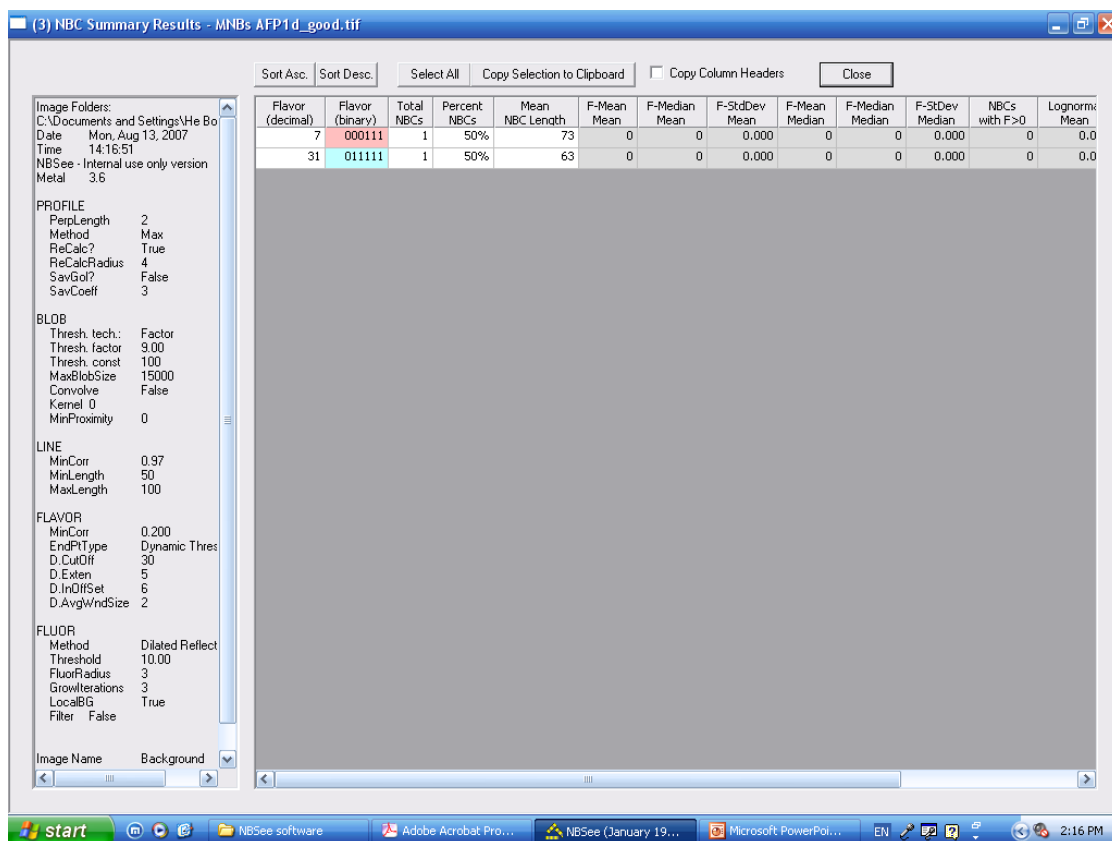 (3) NBC Summary Results - MNBs AFP1d_good.tif
Sort Asc. Sort Desc. Select All Copy Selection to Clipboard Copy Column Headers Close
Image Folders:
C:\Documents and Settings\He Bo
Date Mon, Aug 13, 2007
Time 14:16:51
NBSee - Internal use only version
Metal 3.6
PROFILE
PerpLength 2
Method Max
ReCalc? True
ReCalcRadius 4
SavGol? False
SavCoeff 3
BLOB
Thresh. tech.: Factor
Thresh. factor 9.00
Thresh. const 100
MaxBlobSize 15000
Convolve False
Kernel 0
MinProximity 0
LINE
MinCorr 0.97
MinLength 50
MaxLength 100
FLAVOR
MinCorr 0.200
EndPtType Dynamic Thres
D.CutOff 30
D.Exten 5
D.InOffSet 6
D.AvgWndSize 2
FLUOR
Method Dilated Reflect
Threshold 10.00
FluorRadius 3
GrowIterations 3
LocalBG True
Filter False
Image Name Background
Flavor Flavor Total Percent Mean F-Mean F-Median F-StdDev F-Mean F-Median F-StDev NBCs Lognorma
(decimal) (binary) NBCs NBCs NBC Length Mean Mean Mean Median Median Median with F>0 Mean
7 000111 1 50% 73 0 0 0.000 0 0 0.000 0 0.0
31 011111 1 50% 63 0 0 0.000 0 0 0.000 0 0.0
start NBSee software Adobe Acrobat Pro... NBSee (January 19... Microsoft PowerPoi... EN 2:16 PM